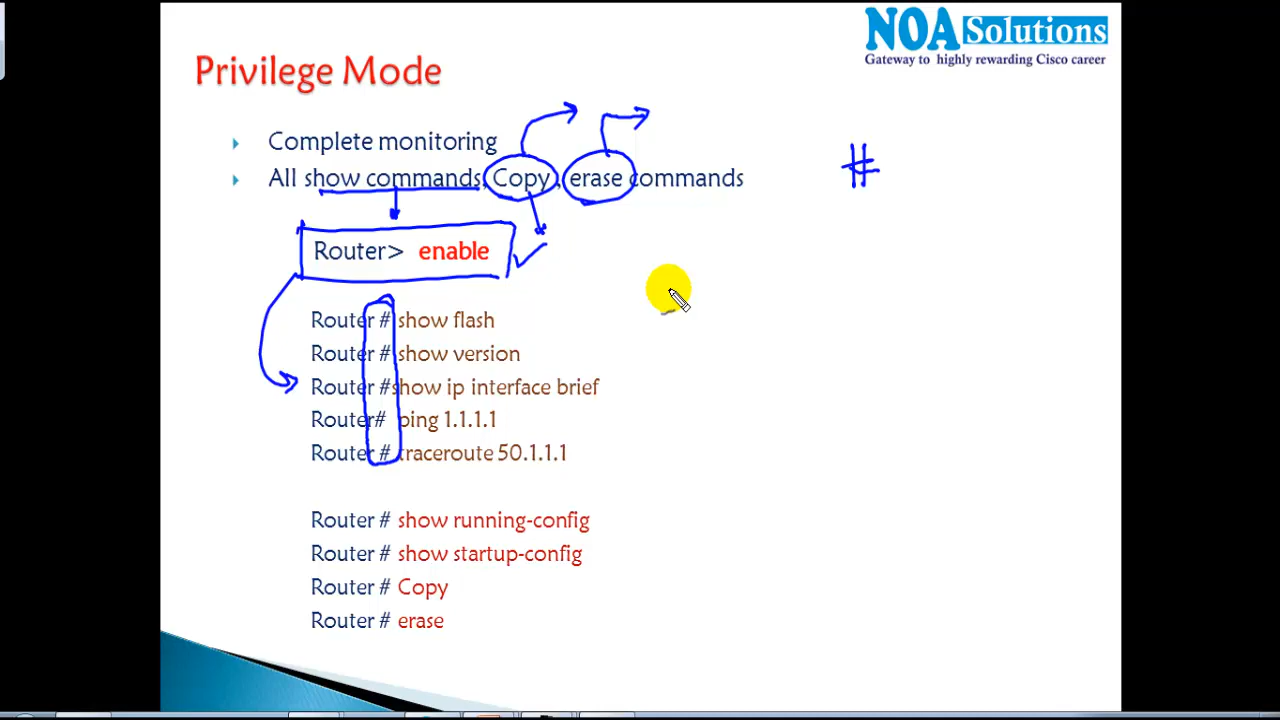 NOA Solutions
Gateway to highly rewarding Cisco career
Privilege Mode
Complete monitoring
All show commands, Copy , erase commands
#
Router> enable
Router # show flash
Router # show version
Router #show ip interface brief
Router# ping 1.1.1.1
Router # traceroute 50.1.1.1
Router # show running-config
Router # show startup-config
Router # Copy
Router # erase